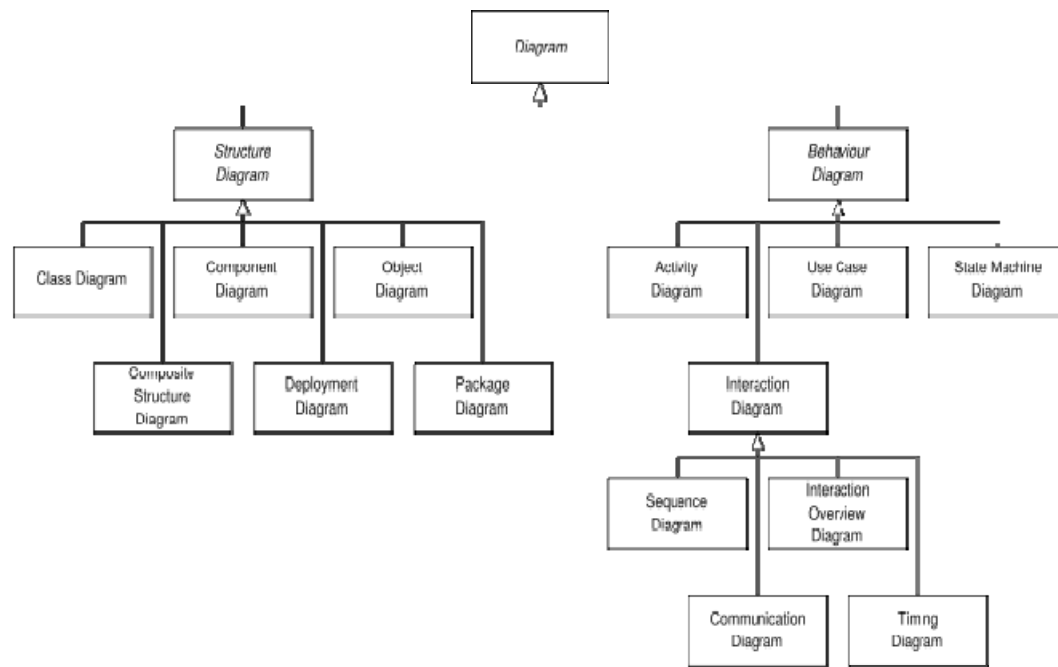 Diagram
Structure
Diagram
Behaviour
Diagram
Class Diagram
Component
Diagram
Object
Diagram
Activity
Diagram
Use Case
Diagram
State Machine
Diagram
Composite
Structure
Diagram
Deployment
Diagram
Package
Diagram
Interaction
Diagram
Sequence
Diagram
Interaction
Overview
Diagram
Communication
Diagram
Timing
Diagram